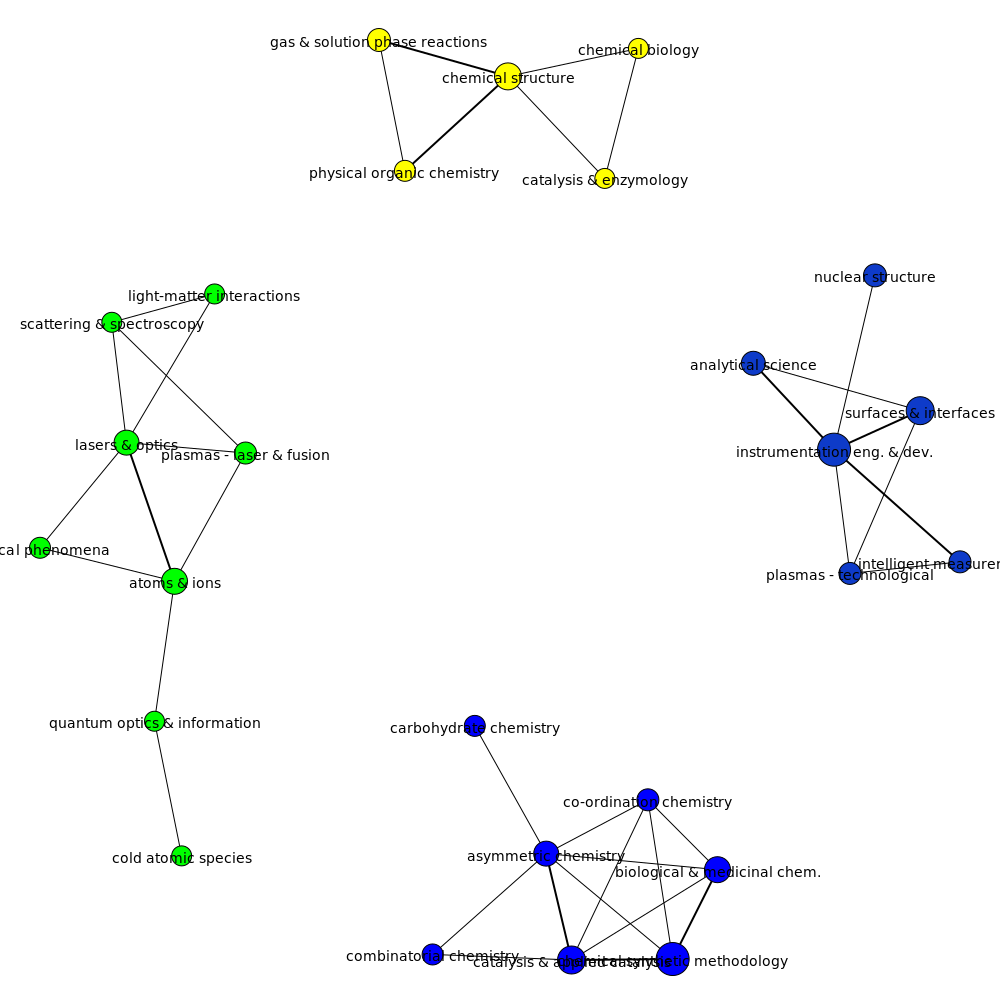 gas & solution phase reactions
chemical biology
chemical structure
physical organic chemistry
catalysis & enzymology
nuclear structure
light-matter interactions
scattering & spectroscopy
analytical science
surfaces & interfaces
lasers & optics
plasmas - laser & fusion
instrumentation eng. & dev.
cal phenomena
atoms & ions
intelligent measurer
plasmas - technological
quantum optics & information
carbohydrate chemistry
co-ordination chemistry
cold atomic species
asymmetric chemistry
biological & medicinal chem.
combinatorial chemistry
catalysis & applied catalysis
synthetic methodology